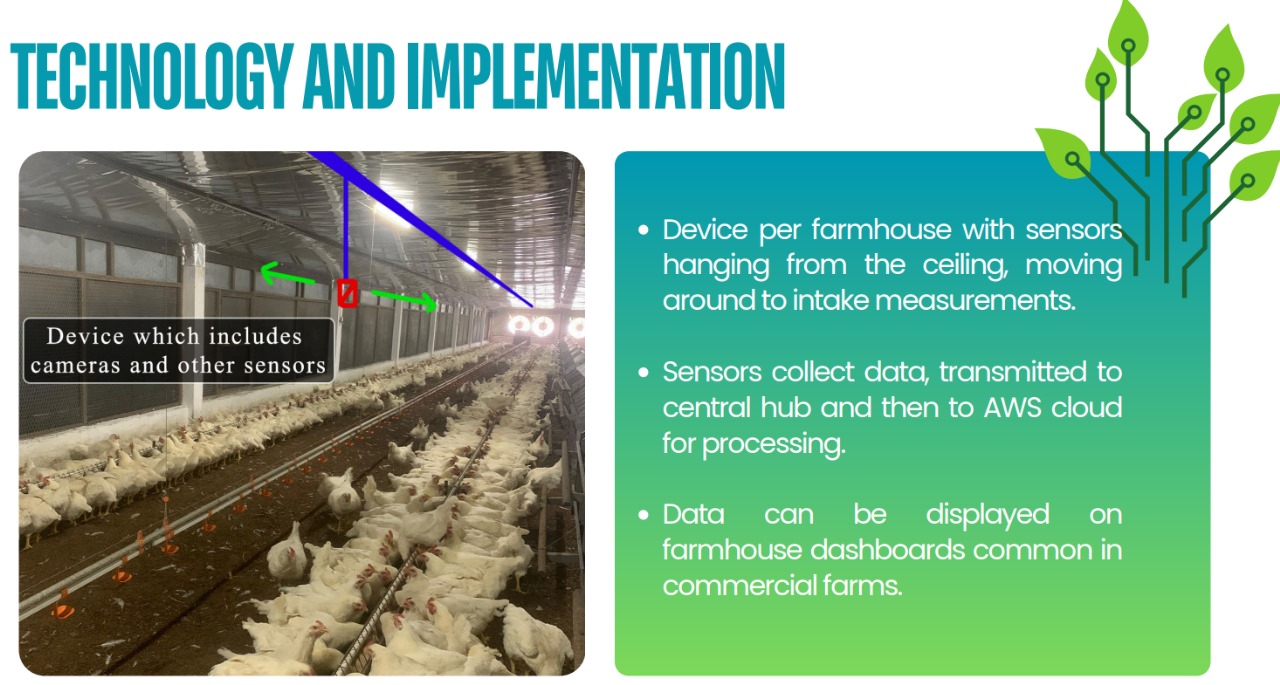 TECHNOLOGY AND IMPLEMENTATION
Device which includes
cameras and other sensors
• Device per farmhouse with sensors
hanging from the ceiling, moving
around to intake measurements.
• Sensors collect data, transmitted to
central hub and then to AWS cloud
for processing.
• Data can be displayed on
farmhouse dashboards common in
commercial farms.